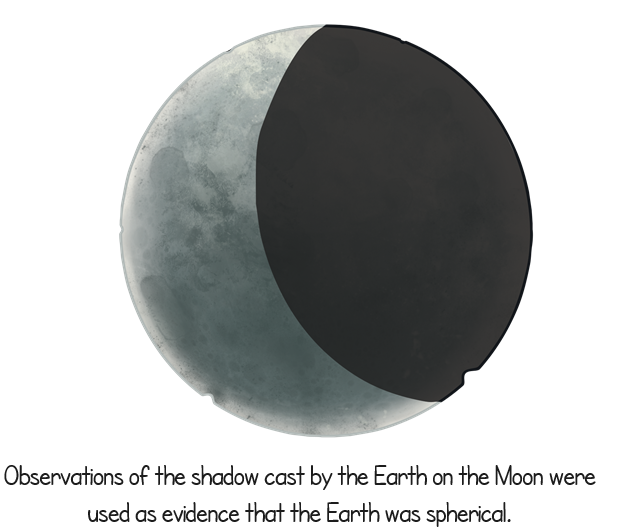 Observations of the shadow cast by the Earth on the Moon were
used as evidence that the Earth was spherical.